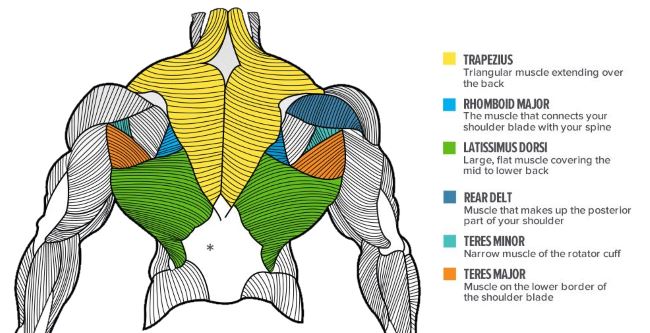 TRAPEZIUS
Triangular muscle extending over
the back
RHOMBOID MAJOR
The muscle that connects your
shoulder blade with your spine
LATISSIMUS DORSI
Large, flat muscle covering the
mid to lower back
REAR DELT
Muscle that makes up the posterior
part of your shoulder
TERES MINOR
Narrow muscle of the rotator cuff
TERES MAJOR
Muscle on the lower border of
the shoulder blade
*